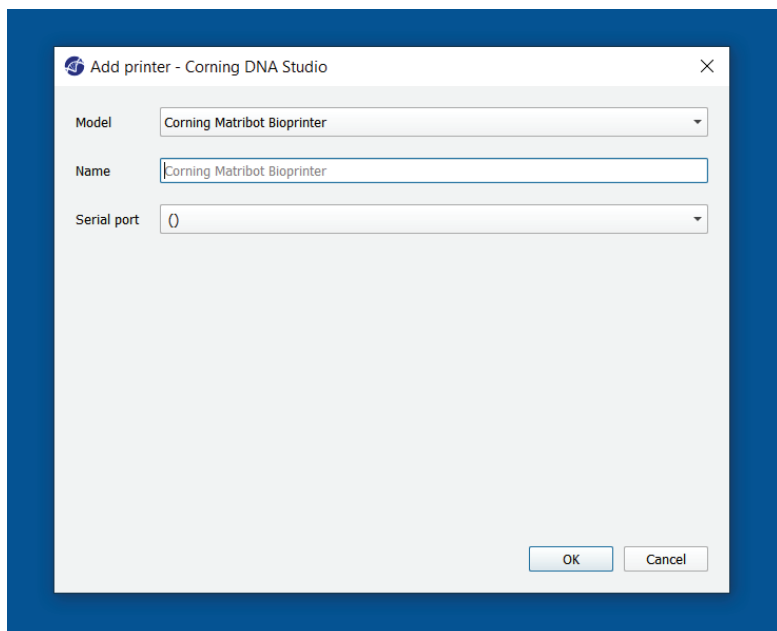 Add printer - Corning DNA Studio
Model Corning Matribot Bioprinter
Name Corning Matribot Bioprinter
Serial port ()
OK Cancel